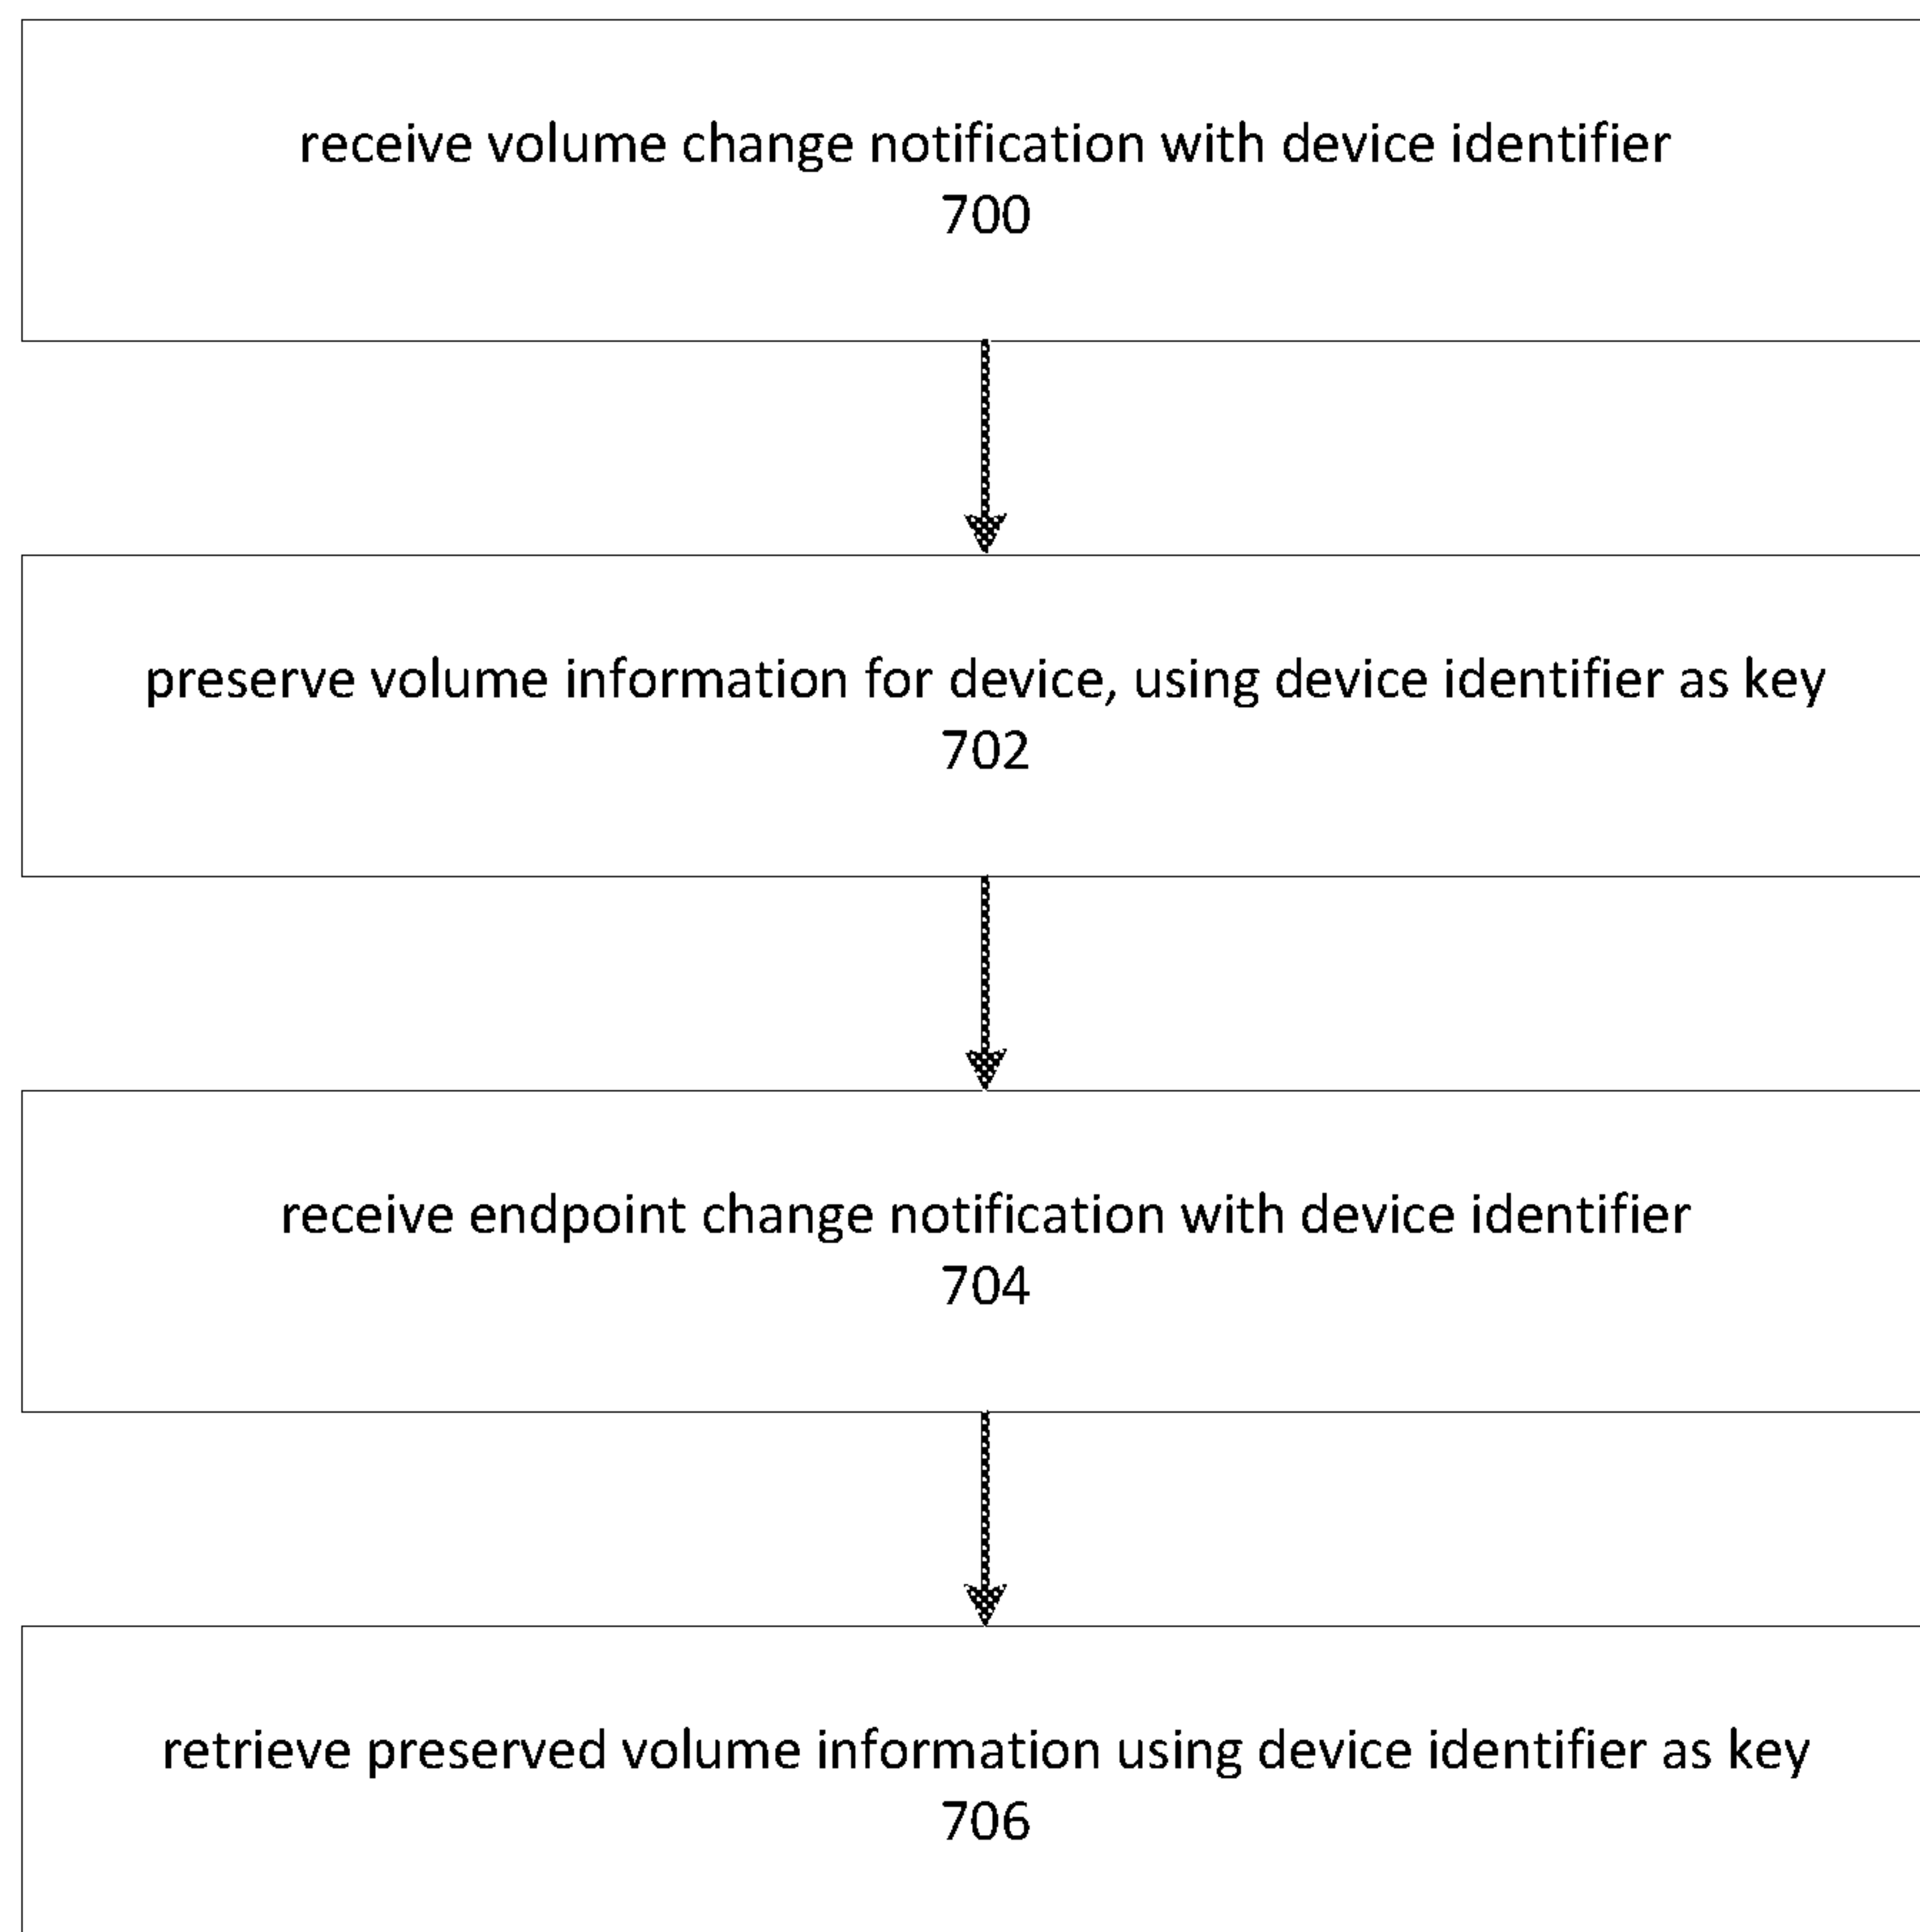 receive volume change notification with device identifier
700
preserve volume information for device, using device identifier as key
702
receive endpoint change notification with device identifier
704
retrieve preserved volume information using device identifier as key
706